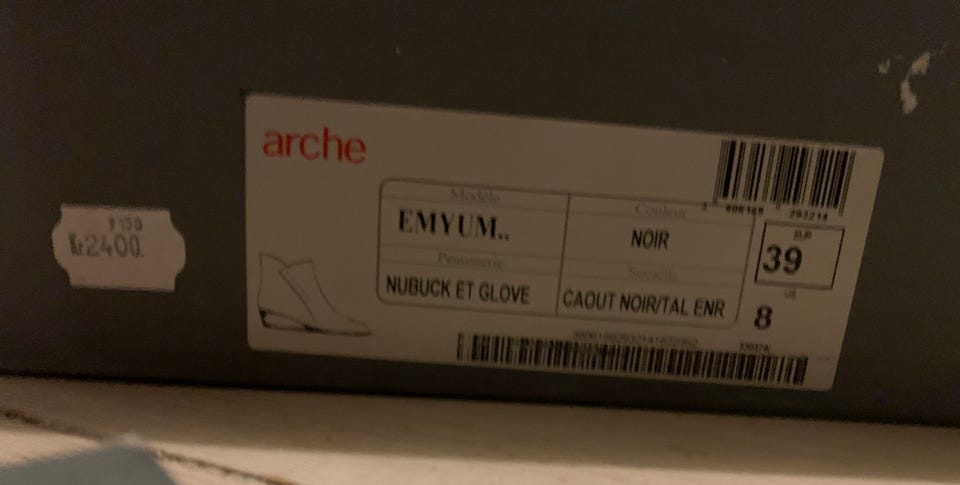 arche
Modèle
EMYUM..
Couleur
NOIR
Peausserie
NUBUCK ET GLOVE
Semelle
CAOUT NOIR/TAL ENR
EUR
39
US
8
9150
Kr2400.